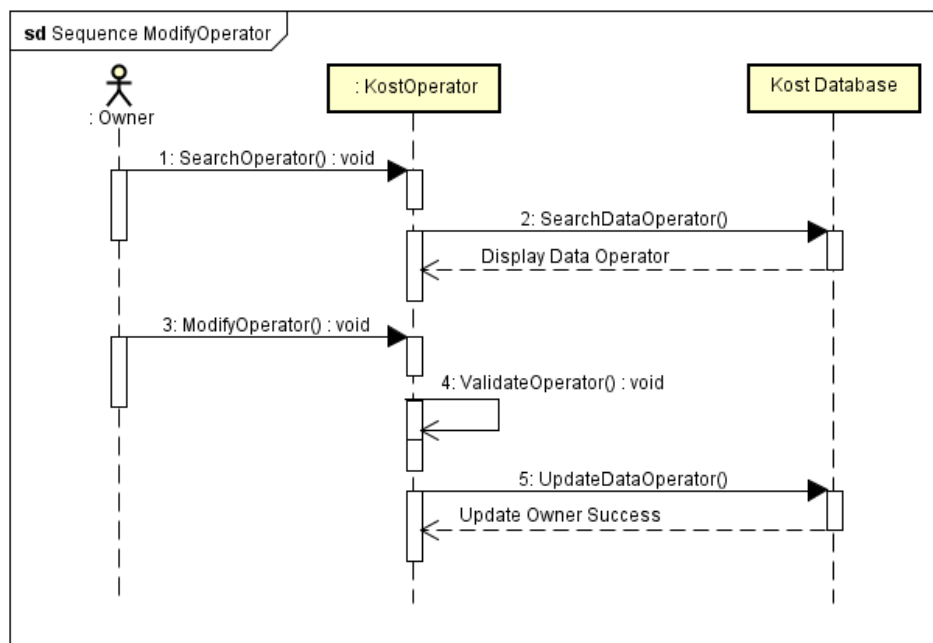 sd Sequence ModifyOperator
: Owner
: KostOperator
Kost Database
1: SearchOperator() : void
2: SearchDataOperator()
Display Data Operator
3: ModifyOperator() : void
4: ValidateOperator() : void
5: UpdateDataOperator()
Update Owner Success